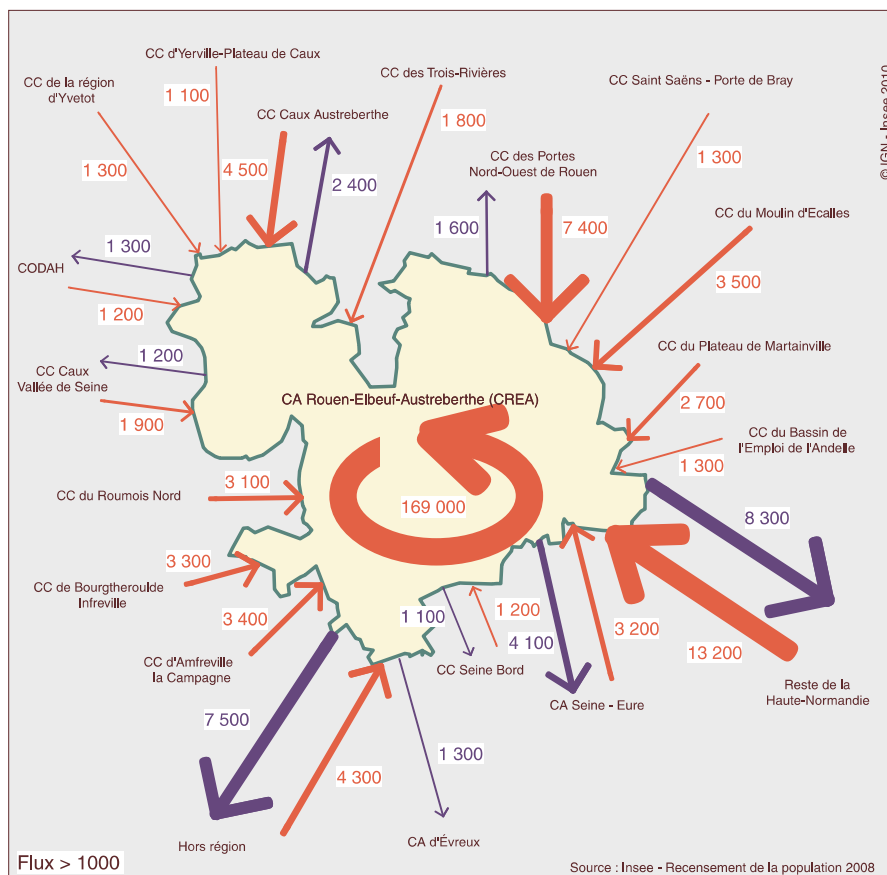 CC d'Yerville-Plateau de Caux
CC de la région
d'Yvetot
1 100
CC des Trois-Rivières
CC Saint Saëns - Porte de Bray
© IGN - Insee 2010
CC Caux Austreberthe
1 800
1 300
4 500
2 400
1 300
CC des Portes
Nord-Ouest de Rouen
CC du Moulin d'Ecalles
1 600
7 400
3 500
1 300
CODAH
1 200
1 200
CC Caux
Vallée de Seine
1 900
CC du Plateau de Martainville
2 700
CA Rouen-Elbeuf-Austreberthe (CREA)
CC du Bassin de
l'Emploi de l'Andelle
1 300
CC du Roumois Nord
3 100
169 000
8 300
3 300
CC de Bourgtheroulde
Infreville
3 400
1 100
1 200
4 100
3 200
13 200
CC d'Amfreville
la Campagne
CC Seine Bord
Reste de la
Haute-Normandie
7 500
CA Seine - Eure
4 300
1 300
Hors région
CA d'Évreux
Flux > 1000
Source : Insee - Recensement de la population 2008